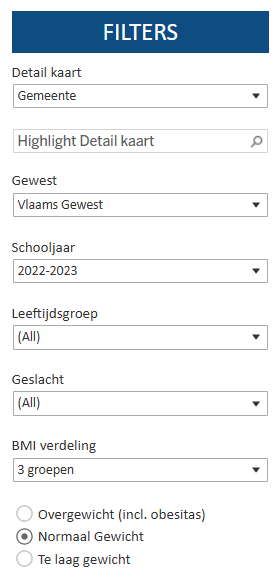 FILTERS
Detail kaart
Gemeente
Highlight Detail kaart
Gewest
Vlaams Gewest
Schooljaar
2022-2023
Leeftijdsgroep
(All)
Geslacht
(All)
BMI verdeling
3 groepen
Overgewicht (incl. obesitas)
Normaal Gewicht
Te laag gewicht